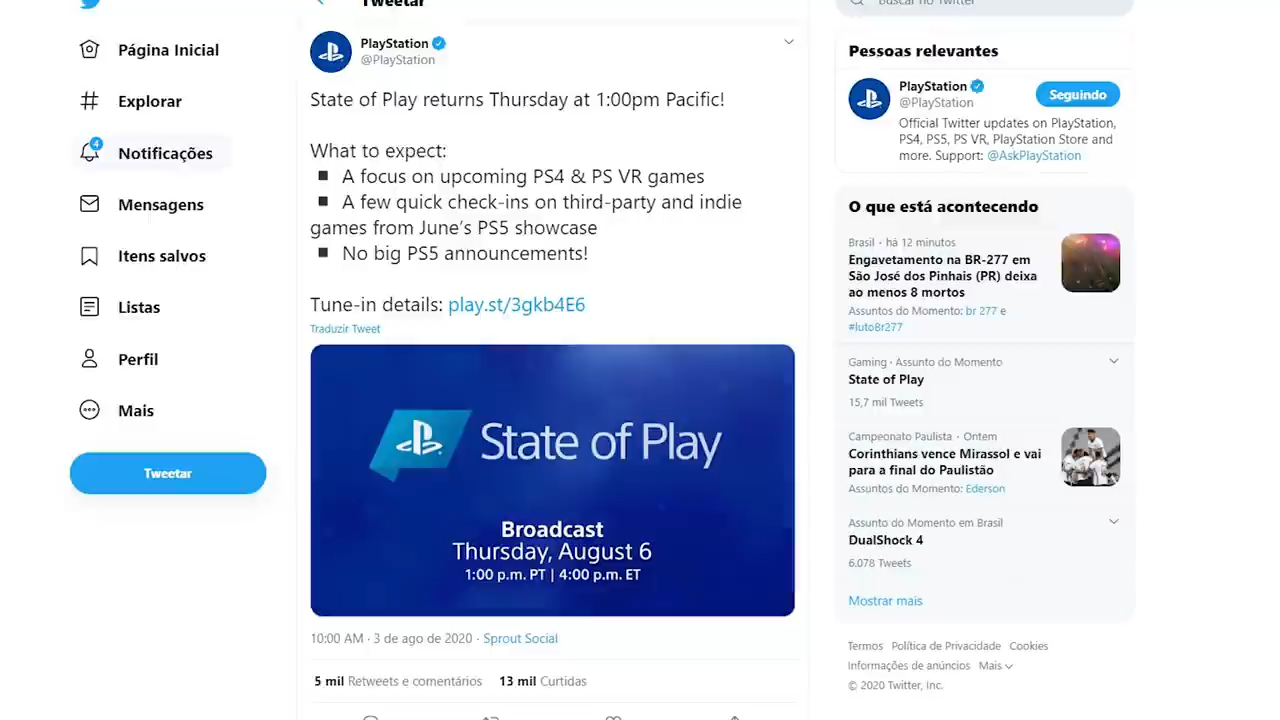 Página Inicial
Explorar
4
Notificações
Mensagens
Itens salvos
Listas
Perfil
Mais
Tweetar
Tweetar
PlayStation
@PlayStation
State of Play returns Thursday at 1:00pm Pacific!
What to expect:
◾ A focus on upcoming PS4 & PS VR games
◾ A few quick check-ins on third-party and indie
games from June's PS5 showcase
◾ No big PS5 announcements!
Tune-in details: play.st/3gkb4E6
Traduzir Tweet
State of Play
Broadcast
Thursday, August 6
1:00 p.m. PT | 4:00 p.m. ET
10:00 AM · 3 de ago de 2020 · Sprout Social
5 mil Retweets e comentários 13 mil Curtidas
Buscar no Twitter
Pessoas relevantes
PlayStation
@PlayStation
Seguindo
Official Twitter updates on PlayStation,
PS4, PS5, PS VR, PlayStation Store and
more. Support: @AskPlayStation
O que está acontecendo
Brasil · há 12 minutos
Engavetamento na BR-277 em
São José dos Pinhais (PR) deixa
ao menos 8 mortos
Assuntos do Momento: br 277 e
#lutoBr277
Gaming · Assunto do Momento
State of Play
15,7 mil Tweets
Campeonato Paulista · Ontem
Corinthians vence Mirassol e vai
para a final do Paulistão
Assuntos do Momento: Ederson
Assunto do Momento em Brasil
DualShock 4
6.078 Tweets
Mostrar mais
Termos Política de Privacidade Cookies
Informações de anúncios Mais
© 2020 Twitter, Inc.